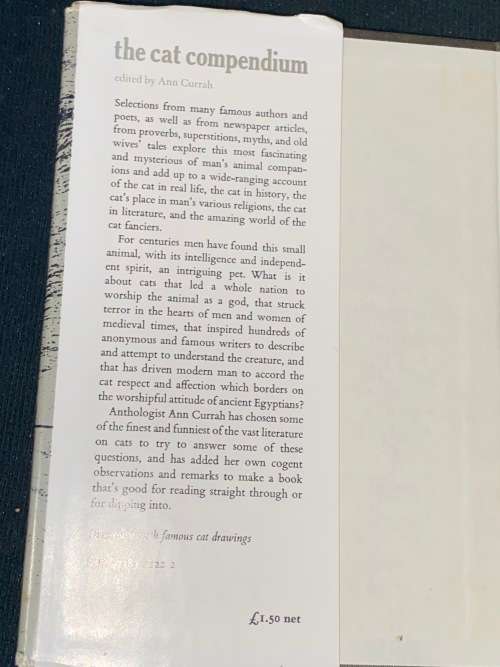 the cat compendium
edited by Ann Currah
Selections from many famous authors and
poets, as well as from newspaper articles,
from proverbs, superstitions, myths, and old
wives' tales explore this most fascinating
and mysterious of man's animal compan-
ions and add up to a wide-ranging account
of the cat in real life, the cat in history, the
cat's place in man's various religions, the cat
in literature, and the amazing world of the
cat fanciers.
For centuries men have found this small
animal, with its intelligence and independ-
ent spirit, an intriguing pet. What is it
about cats that led a whole nation to
worship the animal as a god, that struck
terror in the hearts of men and women of
medieval times, that inspired hundreds of
anonymous and famous writers to describe
and attempt to understand the creature, and
that has driven modern man to accord the
cat respect and affection which borders on
the worshipful attitude of ancient Egyptians?
Anthologist Ann Currah has chosen some
of the finest and funniest of the vast literature
on cats to try to answer some of these
questions, and has added her own cogent
observations and remarks to make a book
that's good for reading straight through or
for dipping into.
famous cat drawings
£1.50 net